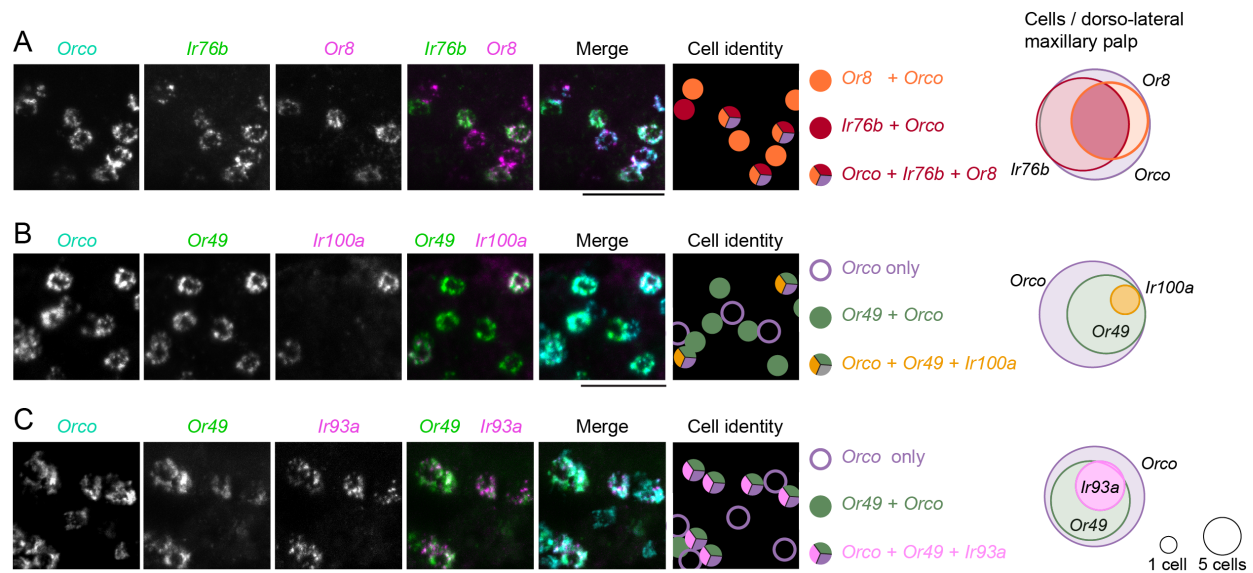 Cells / dorso-lateral
maxillary palp
A
Orco Ir76b Or8 Ir76b Or8 Merge Cell identity
Or8 + Orco
Ir76b + Orco
Orco + Ir76b + Or8
Or8
Ir76b
Orco
B
Orco Or49 Ir100a Or49 Ir100a Merge Cell identity
Orco only
Or49 + Orco
Orco + Or49 + Ir100a
Orco
Ir100a
Or49
C
Orco Or49 Ir93a Or49 Ir93a Merge Cell identity
Orco only
Or49 + Orco
Orco + Or49 + Ir93a
Orco
Ir93a
Or49
1 cell 5 cells